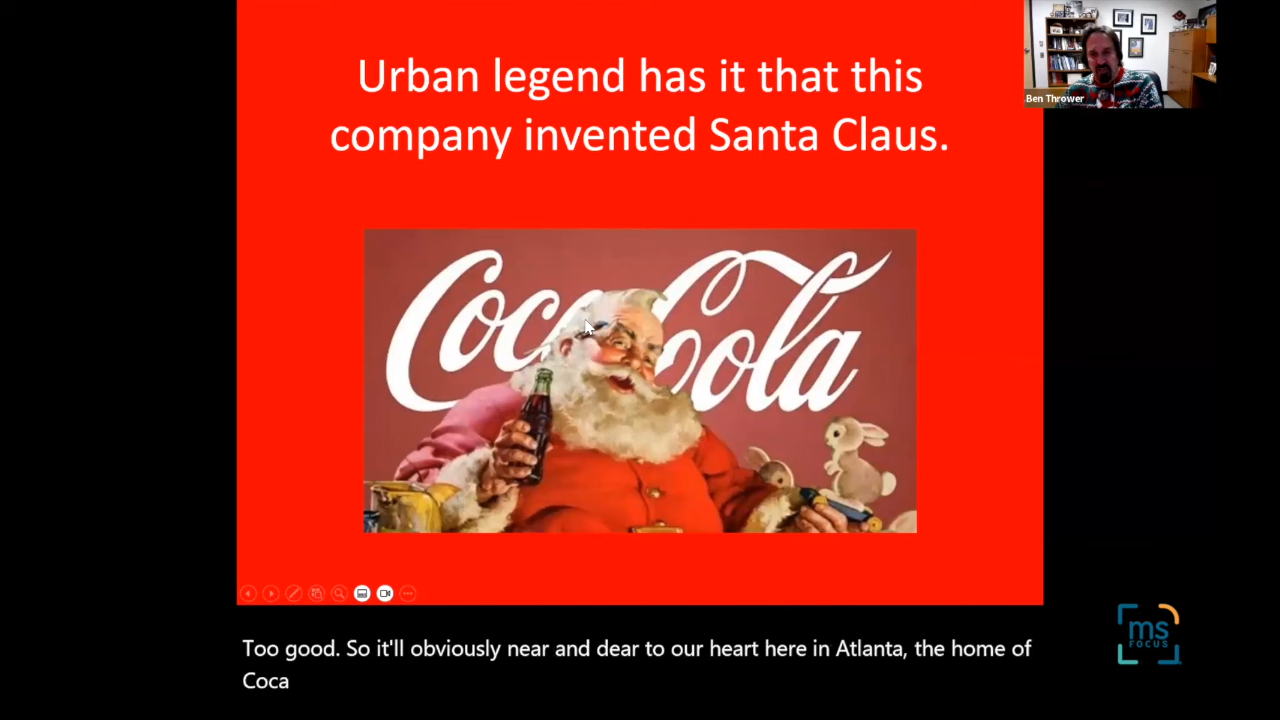 Urban legend has it that this
company invented Santa Claus.
Ben Thrower
Coca-Cola
Too good. So it'll obviously near and dear to our heart here in Atlanta, the home of
Coca
ms
FOCUS